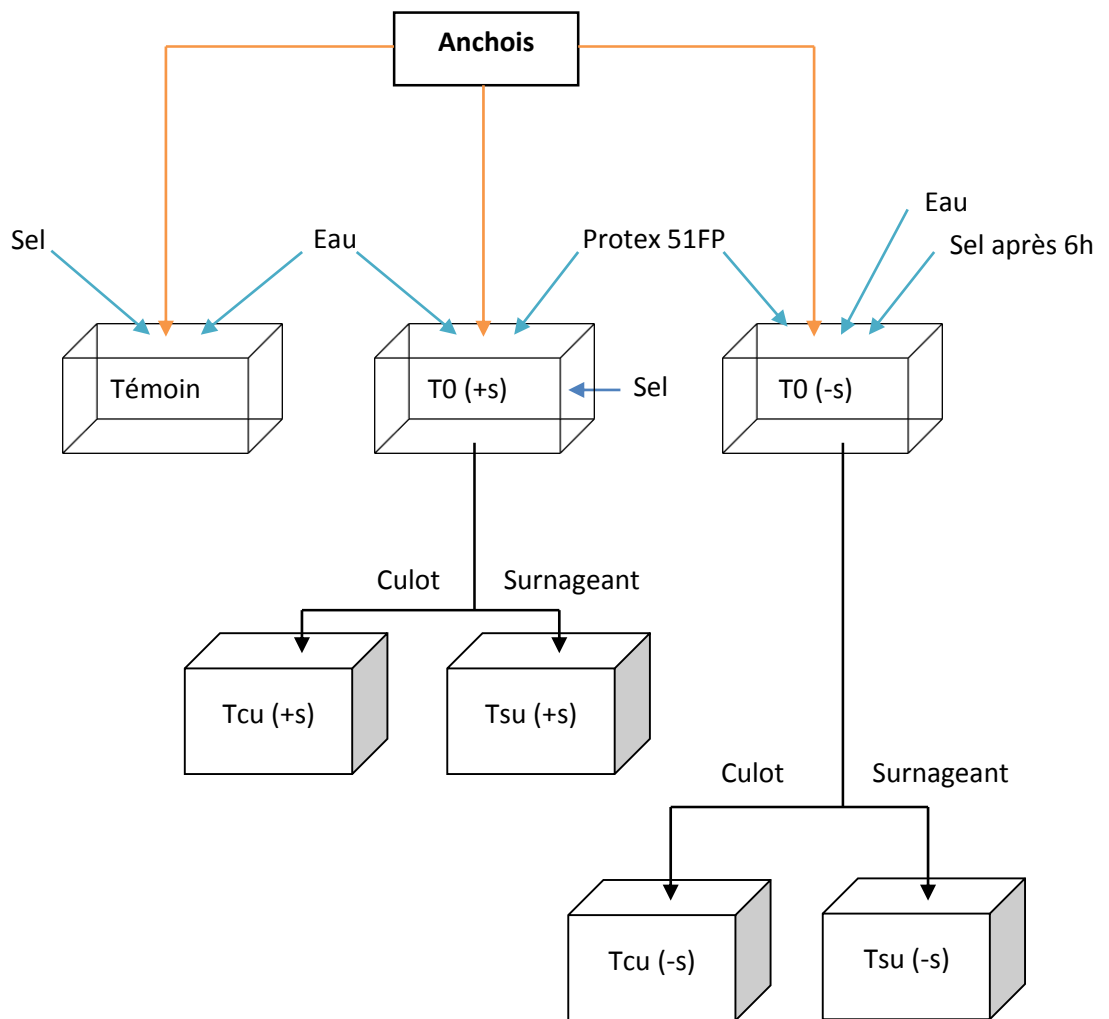 Anchois
Eau
Sel
Eau
Protex 51FP
Sel après 6h
Témoin
T0 (+s)
Sel
T0 (-s)
Culot
Surnageant
Tcu (+s)
Tsu (+s)
Culot
Surnageant
Tcu (-s)
Tsu (-s)